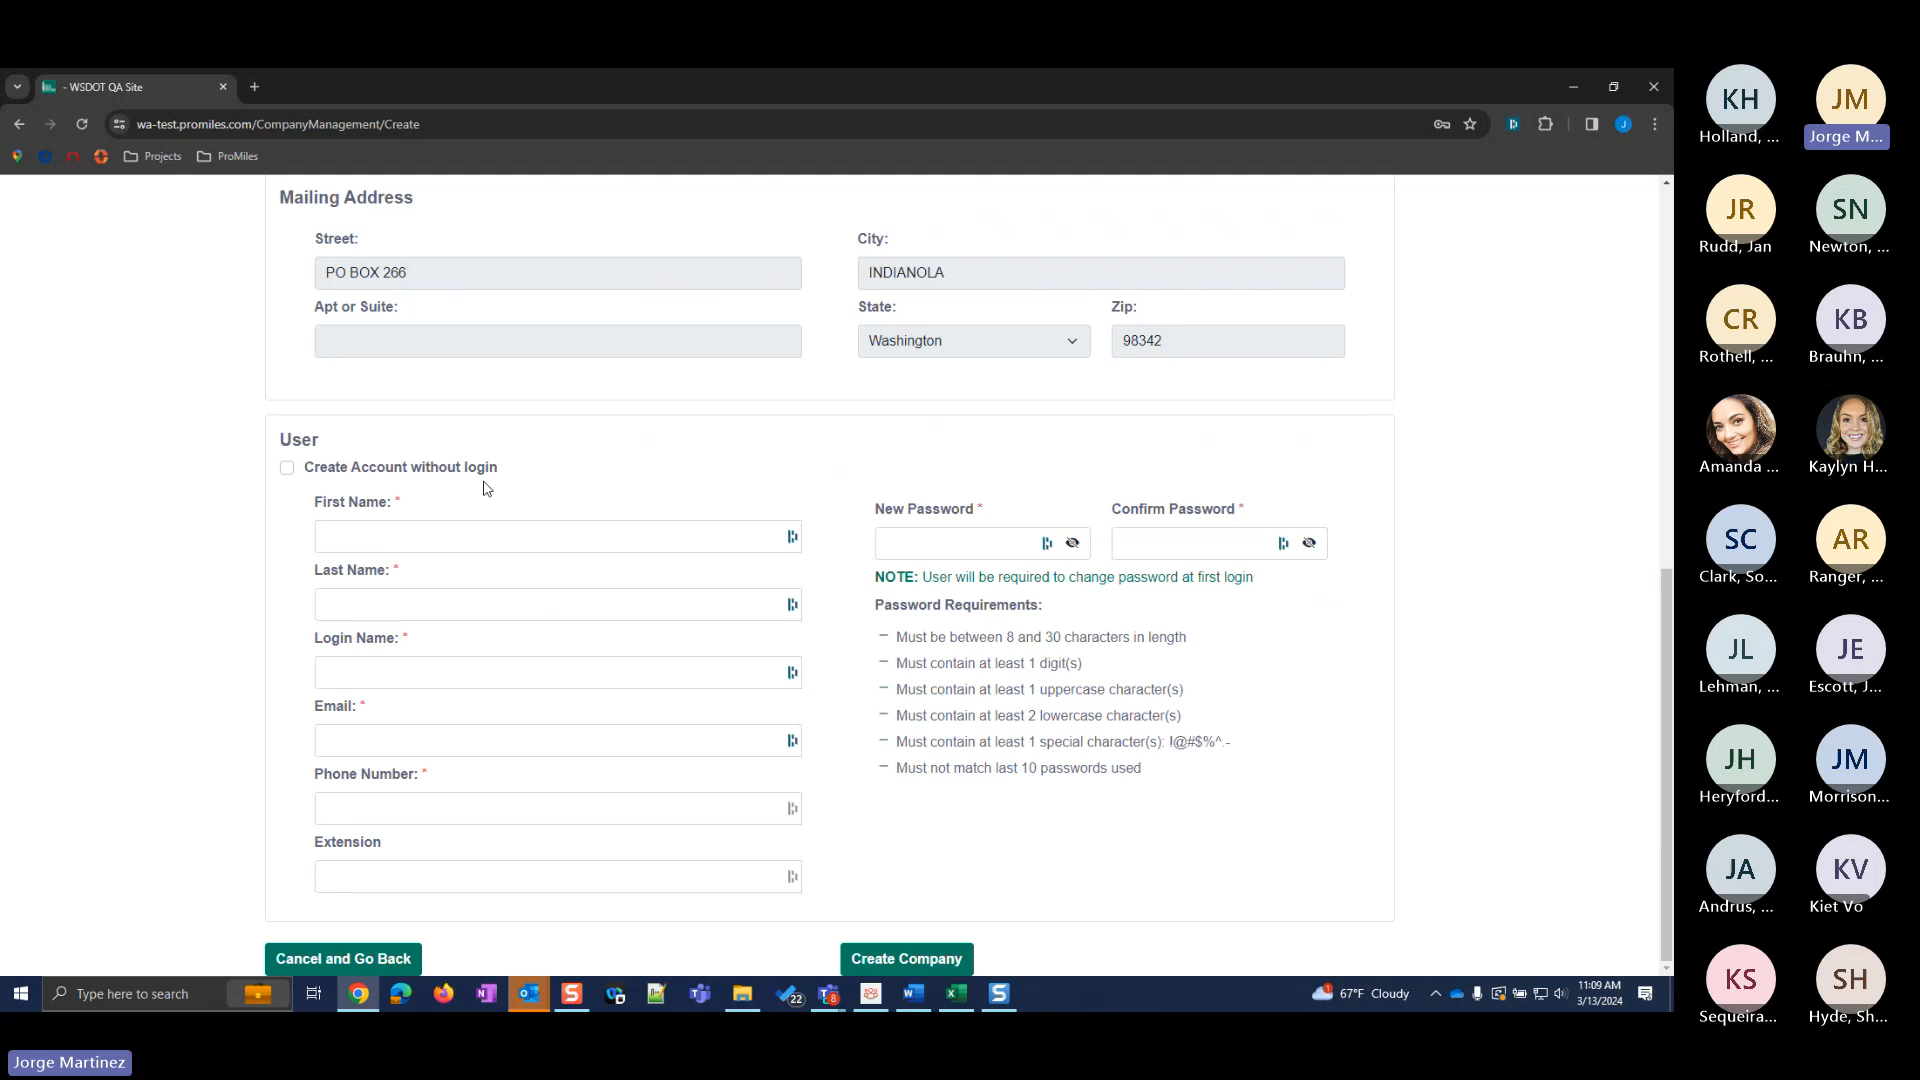 - WSDOT QA Site
wa-test.promiles.com/CompanyManagement/Create
J
Projects
ProMiles
Mailing Address
Street:
City:
PO BOX 266
INDIANOLA
Apt or Suite:
State:
Zip:
Washington
98342
User
Create Account without login
First Name: *
New Password *
Confirm Password *
Last Name: *
NOTE: User will be required to change password at first login
Password Requirements:
Login Name: *
Must be between 8 and 30 characters in length
Must contain at least 1 digit(s)
Must contain at least 1 uppercase character(s)
Email: *
Must contain at least 2 lowercase character(s)
Must contain at least 1 special character(s): !@#$%^.-
Must not match last 10 passwords used
Phone Number: *
Extension
Cancel and Go Back
Create Company
Type here to search
22
8
1
67°F Cloudy
11:09 AM
3/13/2024
Jorge Martinez
KH
JM
Holland, ...
Jorge M...
JR
SN
Rudd, Jan
Newton, ...
CR
KB
Rothell, ...
Brauhn, ...
Amanda ...
Kaylyn H...
SC
AR
Clark, So...
Ranger, ...
JL
JE
Lehman, ...
Escott, J...
JH
JM
Heryford...
Morrison...
JA
KV
Andrus, ...
Kiet Vo
KS
SH
Sequeira...
Hyde, Sh...